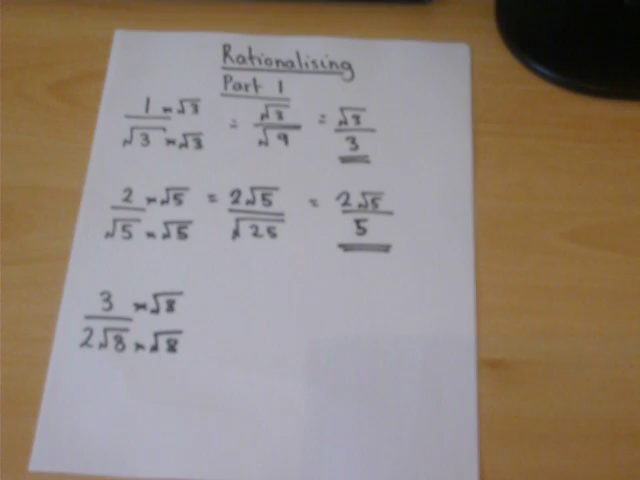 Rationalising
Part 1
1 × √3 / √3 × √3 = √3 / √9 = √3 / 3
2 × √5 / √5 × √5 = 2√5 / √25 = 2√5 / 5
3 × √8 / 2√8 × √8